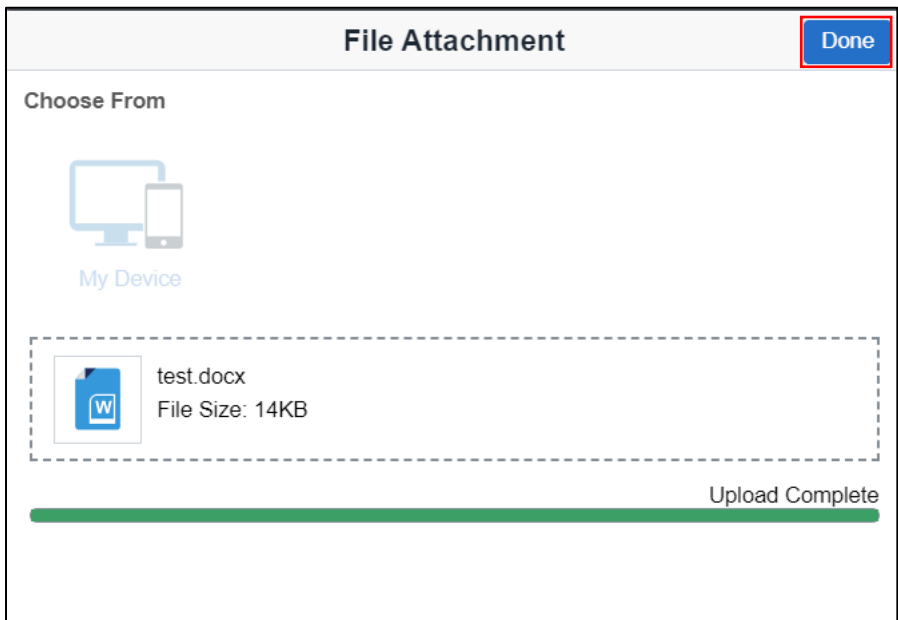 File Attachment
Done
Choose From
My Device
W
test.docx
File Size: 14KB
Upload Complete